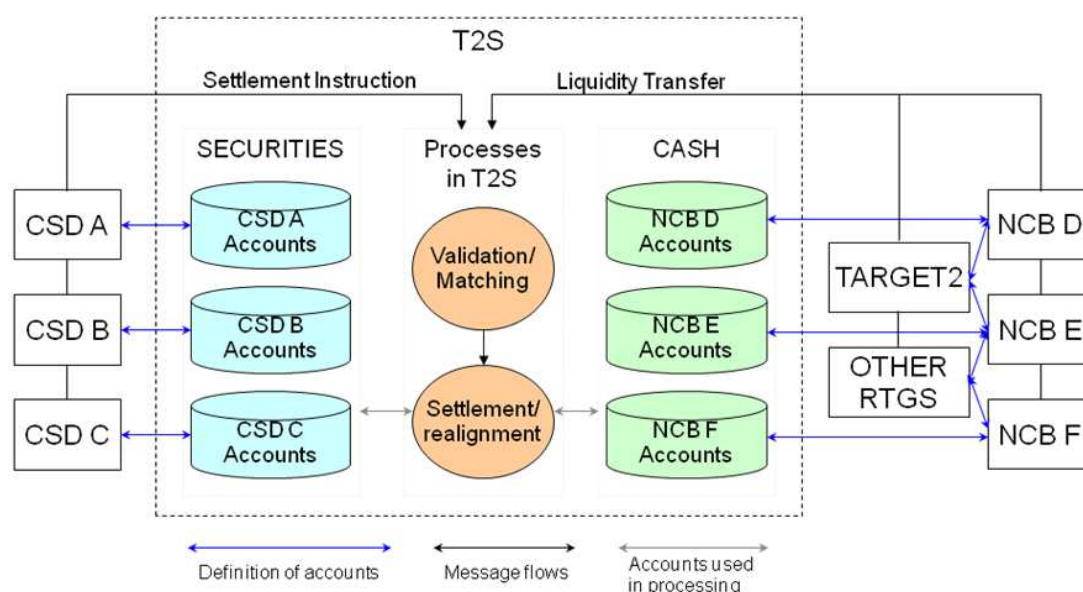 T2S
Settlement Instruction
Liquidity Transfer
SECURITIES
Processes
in T2S
CASH
CSD A
CSD A
Accounts
NCB D
Accounts
NCB D
Validation/
Matching
TARGET2
CSD B
CSD B
Accounts
NCB E
Accounts
NCB E
OTHER
RTGS
CSD C
CSD C
Accounts
Settlement/
realignment
NCB F
Accounts
NCB F
Definition of accounts
Message flows
Accounts used
in processing